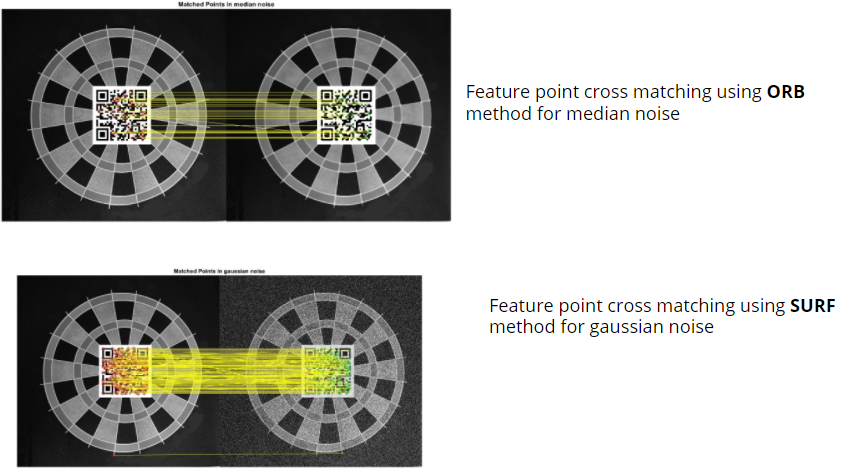 Matched Points in median noise
Feature point cross matching using ORB
method for median noise
Matched Points in gaussian noise
Feature point cross matching using SURF
method for gaussian noise